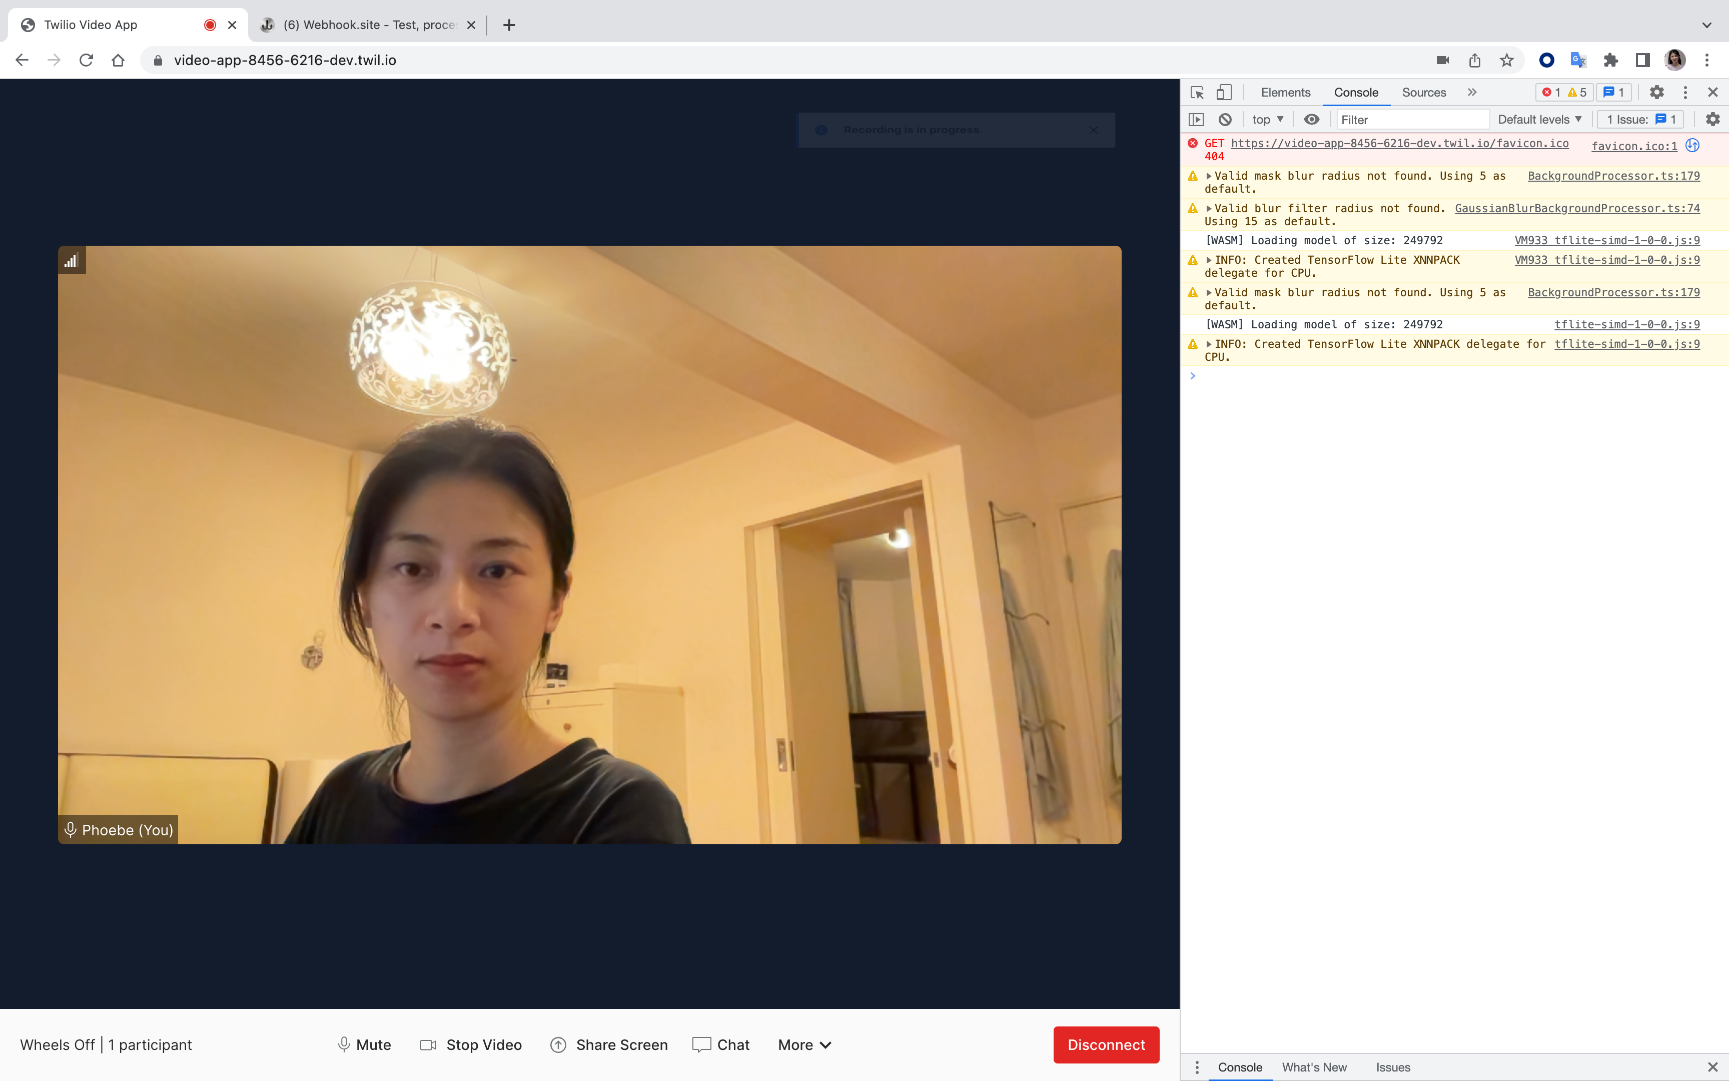 Twilio Video App
(6) Webhook.site - Test, proce
video-app-8456-6216-dev.twil.io
Recording is in progress.
Phoebe (You)
Wheels Off | 1 participant
Mute
Stop Video
Share Screen
Chat
More
Disconnect
Elements
Console
Sources
1
5
1
top
Filter
Default levels
1 Issue: 1
GET https://video-app-8456-6216-dev.twil.io/favicon.ico favicon.ico:1
404
Valid mask blur radius not found. Using 5 as BackgroundProcessor.ts:179
default.
Valid blur filter radius not found. GaussianBlurBackgroundProcessor.ts:74
Using 15 as default.
[WASM] Loading model of size: 249792 VM933 tflite-simd-1-0-0.js:9
INFO: Created TensorFlow Lite XNNPACK VM933 tflite-simd-1-0-0.js:9
delegate for CPU.
Valid mask blur radius not found. Using 5 as BackgroundProcessor.ts:179
default.
[WASM] Loading model of size: 249792 tflite-simd-1-0-0.js:9
INFO: Created TensorFlow Lite XNNPACK delegate for tflite-simd-1-0-0.js:9
CPU.
Console
What's New
Issues